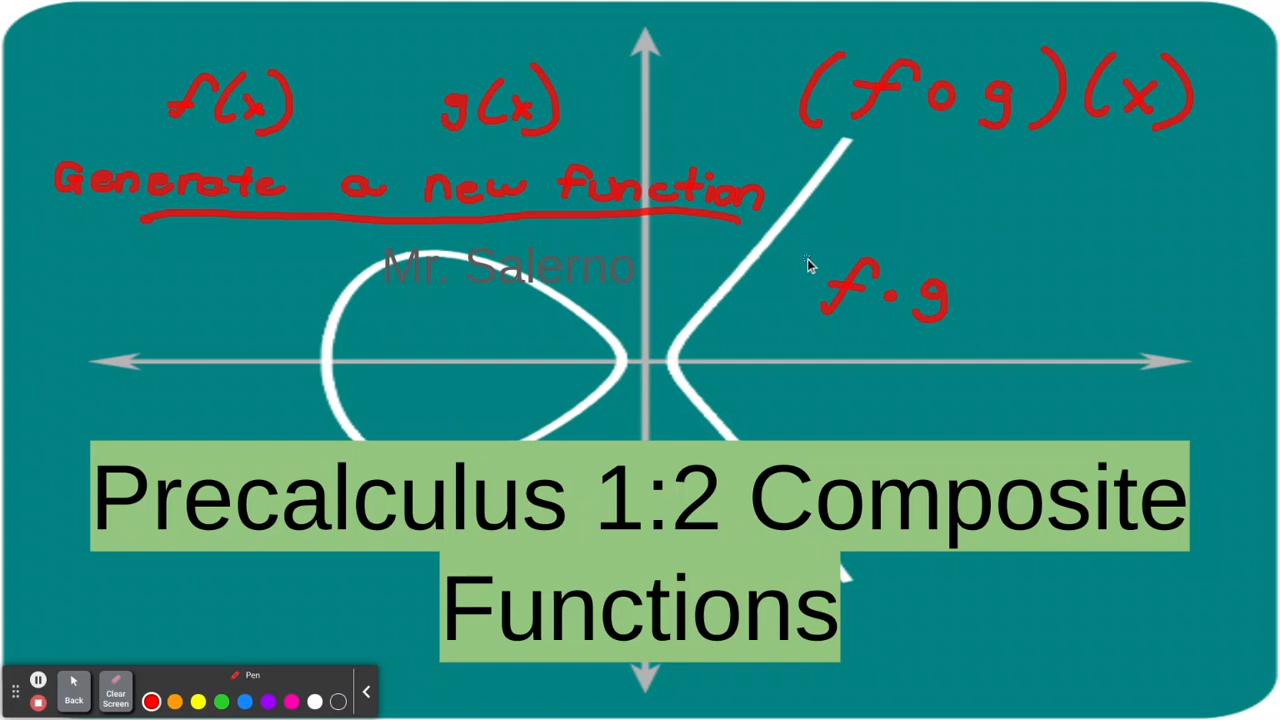 f(x) g(x) (f o g)(x)
Generate a new function
Mr. Salerno
f · g
Precalculus 1:2 Composite
Functions
Pen
Back
Clear
Screen